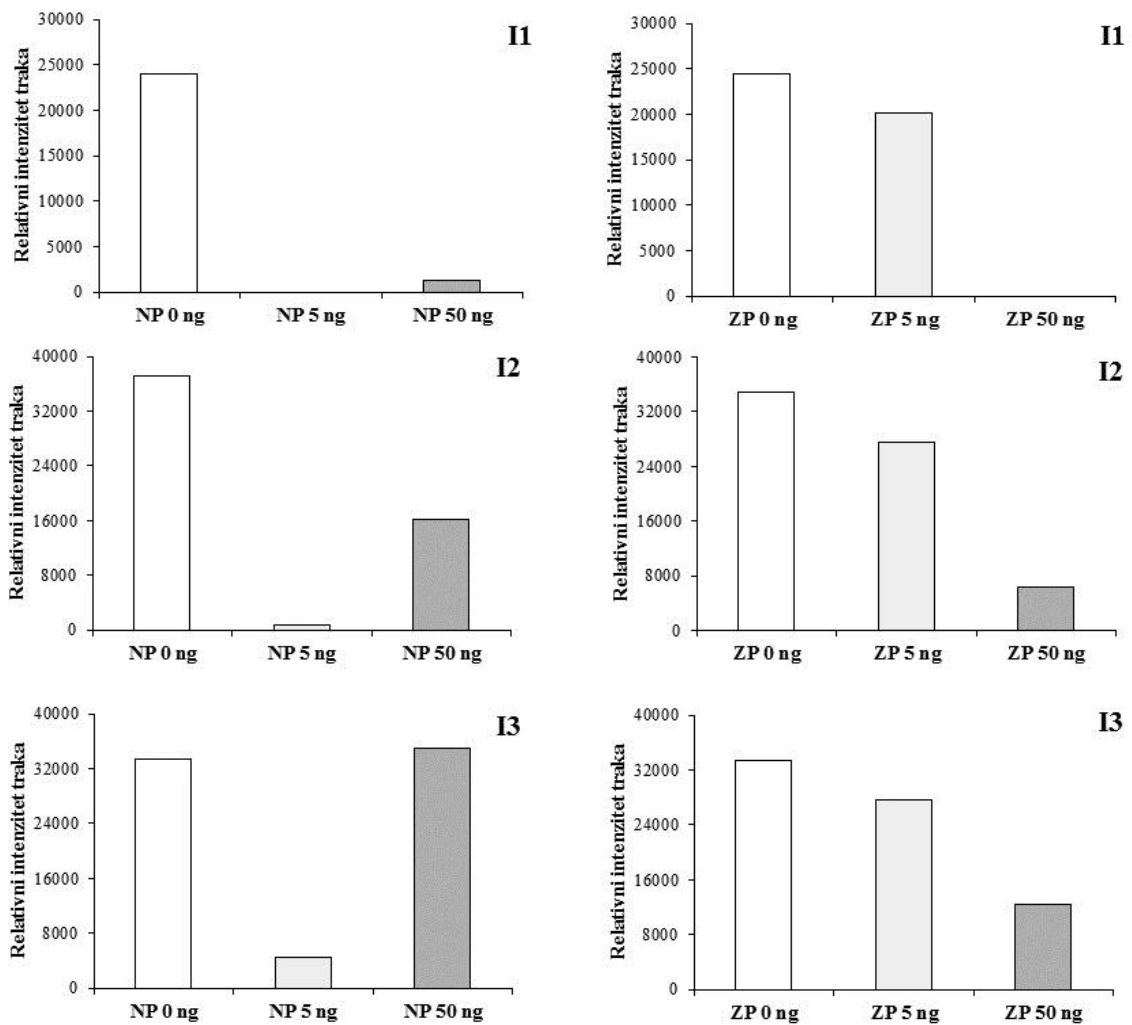 I1
Relativni intenzitet traka
30000
25000
20000
15000
10000
5000
0
NP 0 ng NP 5 ng NP 50 ng
I1
Relativni intenzitet traka
30000
25000
20000
15000
10000
5000
0
ZP 0 ng ZP 5 ng ZP 50 ng
I2
Relativni intenzitet traka
40000
32000
24000
16000
8000
0
NP 0 ng NP 5 ng NP 50 ng
I2
Relativni intenzitet traka
40000
32000
24000
16000
8000
0
ZP 0 ng ZP 5 ng ZP 50 ng
I3
Relativni intenzitet traka
40000
32000
24000
16000
8000
0
NP 0 ng NP 5 ng NP 50 ng
I3
Relativni intenzitet traka
40000
32000
24000
16000
8000
0
ZP 0 ng ZP 5 ng ZP 50 ng